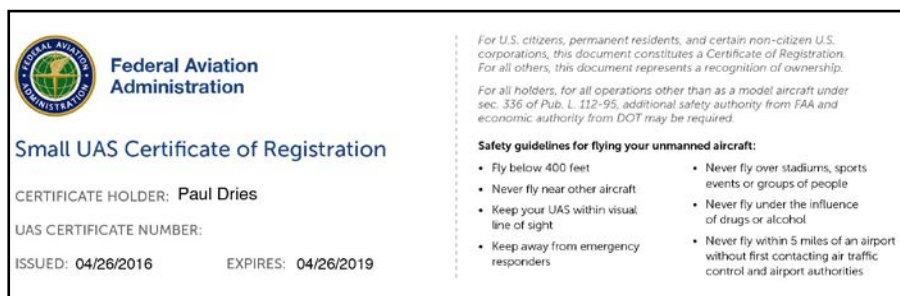 FEDERAL AVIATION
ADMINISTRATION
Federal Aviation
Administration
Small UAS Certificate of Registration
CERTIFICATE HOLDER: Paul Dries
UAS CERTIFICATE NUMBER:
ISSUED: 04/26/2016 EXPIRES: 04/26/2019
For U.S. citizens, permanent residents, and certain non-citizen U.S.
corporations, this document constitutes a Certificate of Registration.
For all others, this document represents a recognition of ownership.
For all holders, for all operations other than as a model aircraft under
sec. 336 of Pub. L. 112-95, additional safety authority from FAA and
economic authority from DOT may be required.
Safety guidelines for flying your unmanned aircraft:
• Fly below 400 feet
• Never fly near other aircraft
• Keep your UAS within visual
line of sight
• Keep away from emergency
responders
• Never fly over stadiums, sports
events or groups of people
• Never fly under the influence
of drugs or alcohol
• Never fly within 5 miles of an airport
without first contacting air traffic
control and airport authorities